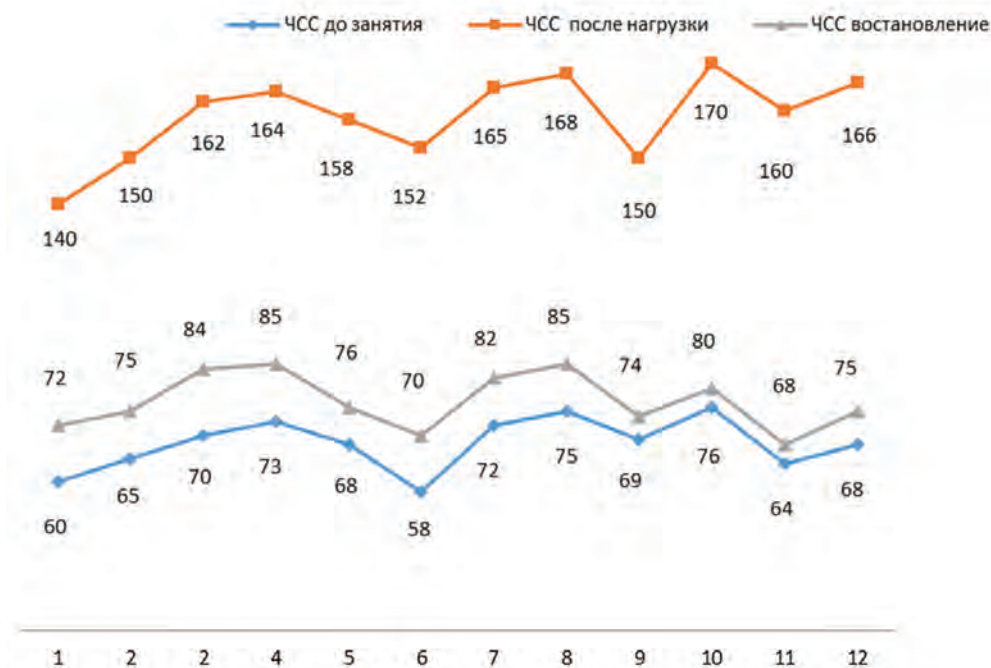 ЧСС до занятия ЧСС после нагрузки ЧСС востановление
140 150 162 164 158 152 165 168 150 170 160 166
72 75 84 85 76 70 82 85 74 80 68 75
60 65 70 73 68 58 72 75 69 76 64 68
1 2 2 4 5 6 7 8 9 10 11 12